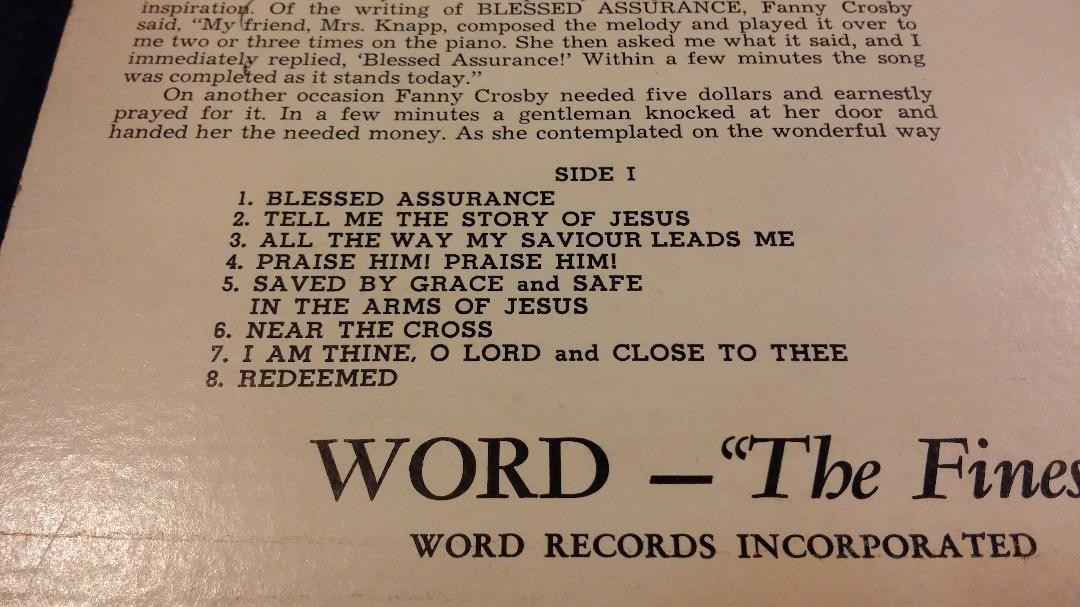 inspiration. Of the writing of BLESSED ASSURANCE, Fanny Crosby
said, “My friend, Mrs. Knapp, composed the melody and played it over to
me two or three times on the piano. She then asked me what it said, and I
immediately replied, ‘Blessed Assurance!’ Within a few minutes the song
was completed as it stands today.”
On another occasion Fanny Crosby needed five dollars and earnestly
prayed for it. In a few minutes a gentleman knocked at her door and
handed her the needed money. As she contemplated on the wonderful way
SIDE I
1. BLESSED ASSURANCE
2. TELL ME THE STORY OF JESUS
3. ALL THE WAY MY SAVIOUR LEADS ME
4. PRAISE HIM! PRAISE HIM!
5. SAVED BY GRACE and SAFE
IN THE ARMS OF JESUS
6. NEAR THE CROSS
7. I AM THINE, O LORD and CLOSE TO THEE
8. REDEEMED
WORD — “The Fines
WORD RECORDS INCORPORATED